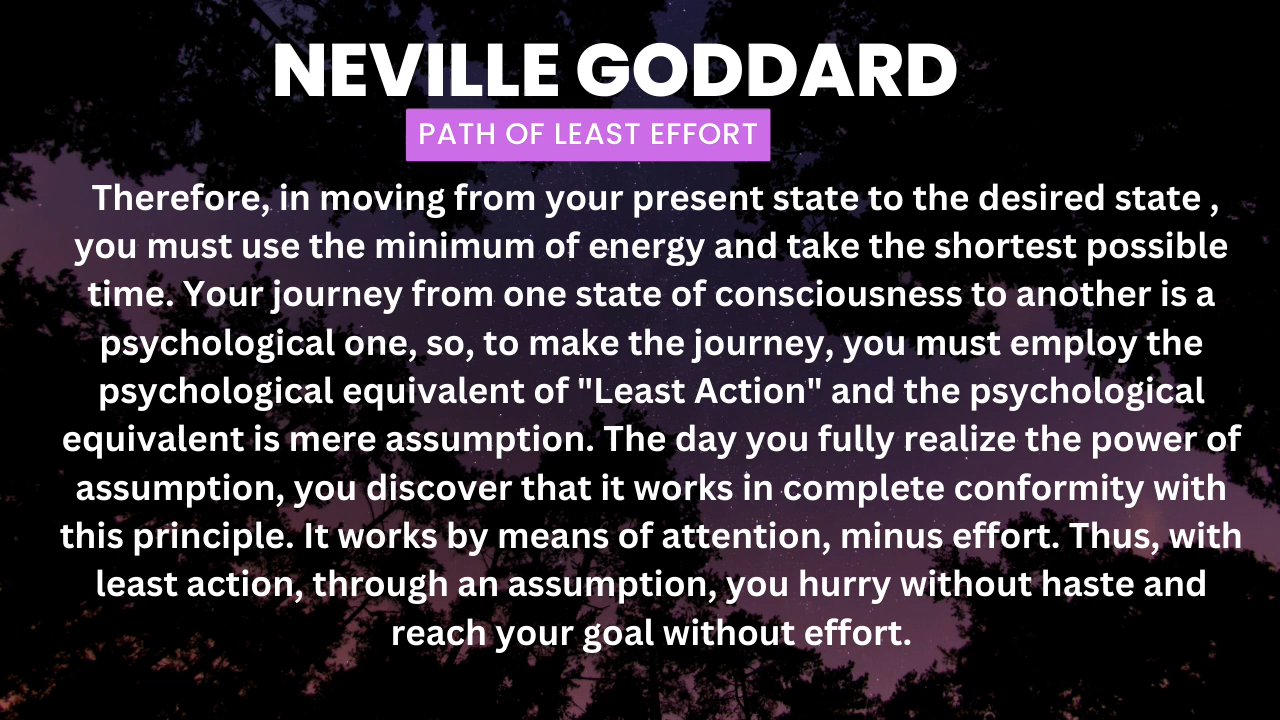 NEVILLE GODDARD
PATH OF LEAST EFFORT
Therefore, in moving from your present state to the desired state ,
you must use the minimum of energy and take the shortest possible
time. Your journey from one state of consciousness to another is a
psychological one, so, to make the journey, you must employ the
psychological equivalent of "Least Action" and the psychological
equivalent is mere assumption. The day you fully realize the power of
assumption, you discover that it works in complete conformity with
this principle. It works by means of attention, minus effort. Thus, with
least action, through an assumption, you hurry without haste and
reach your goal without effort.